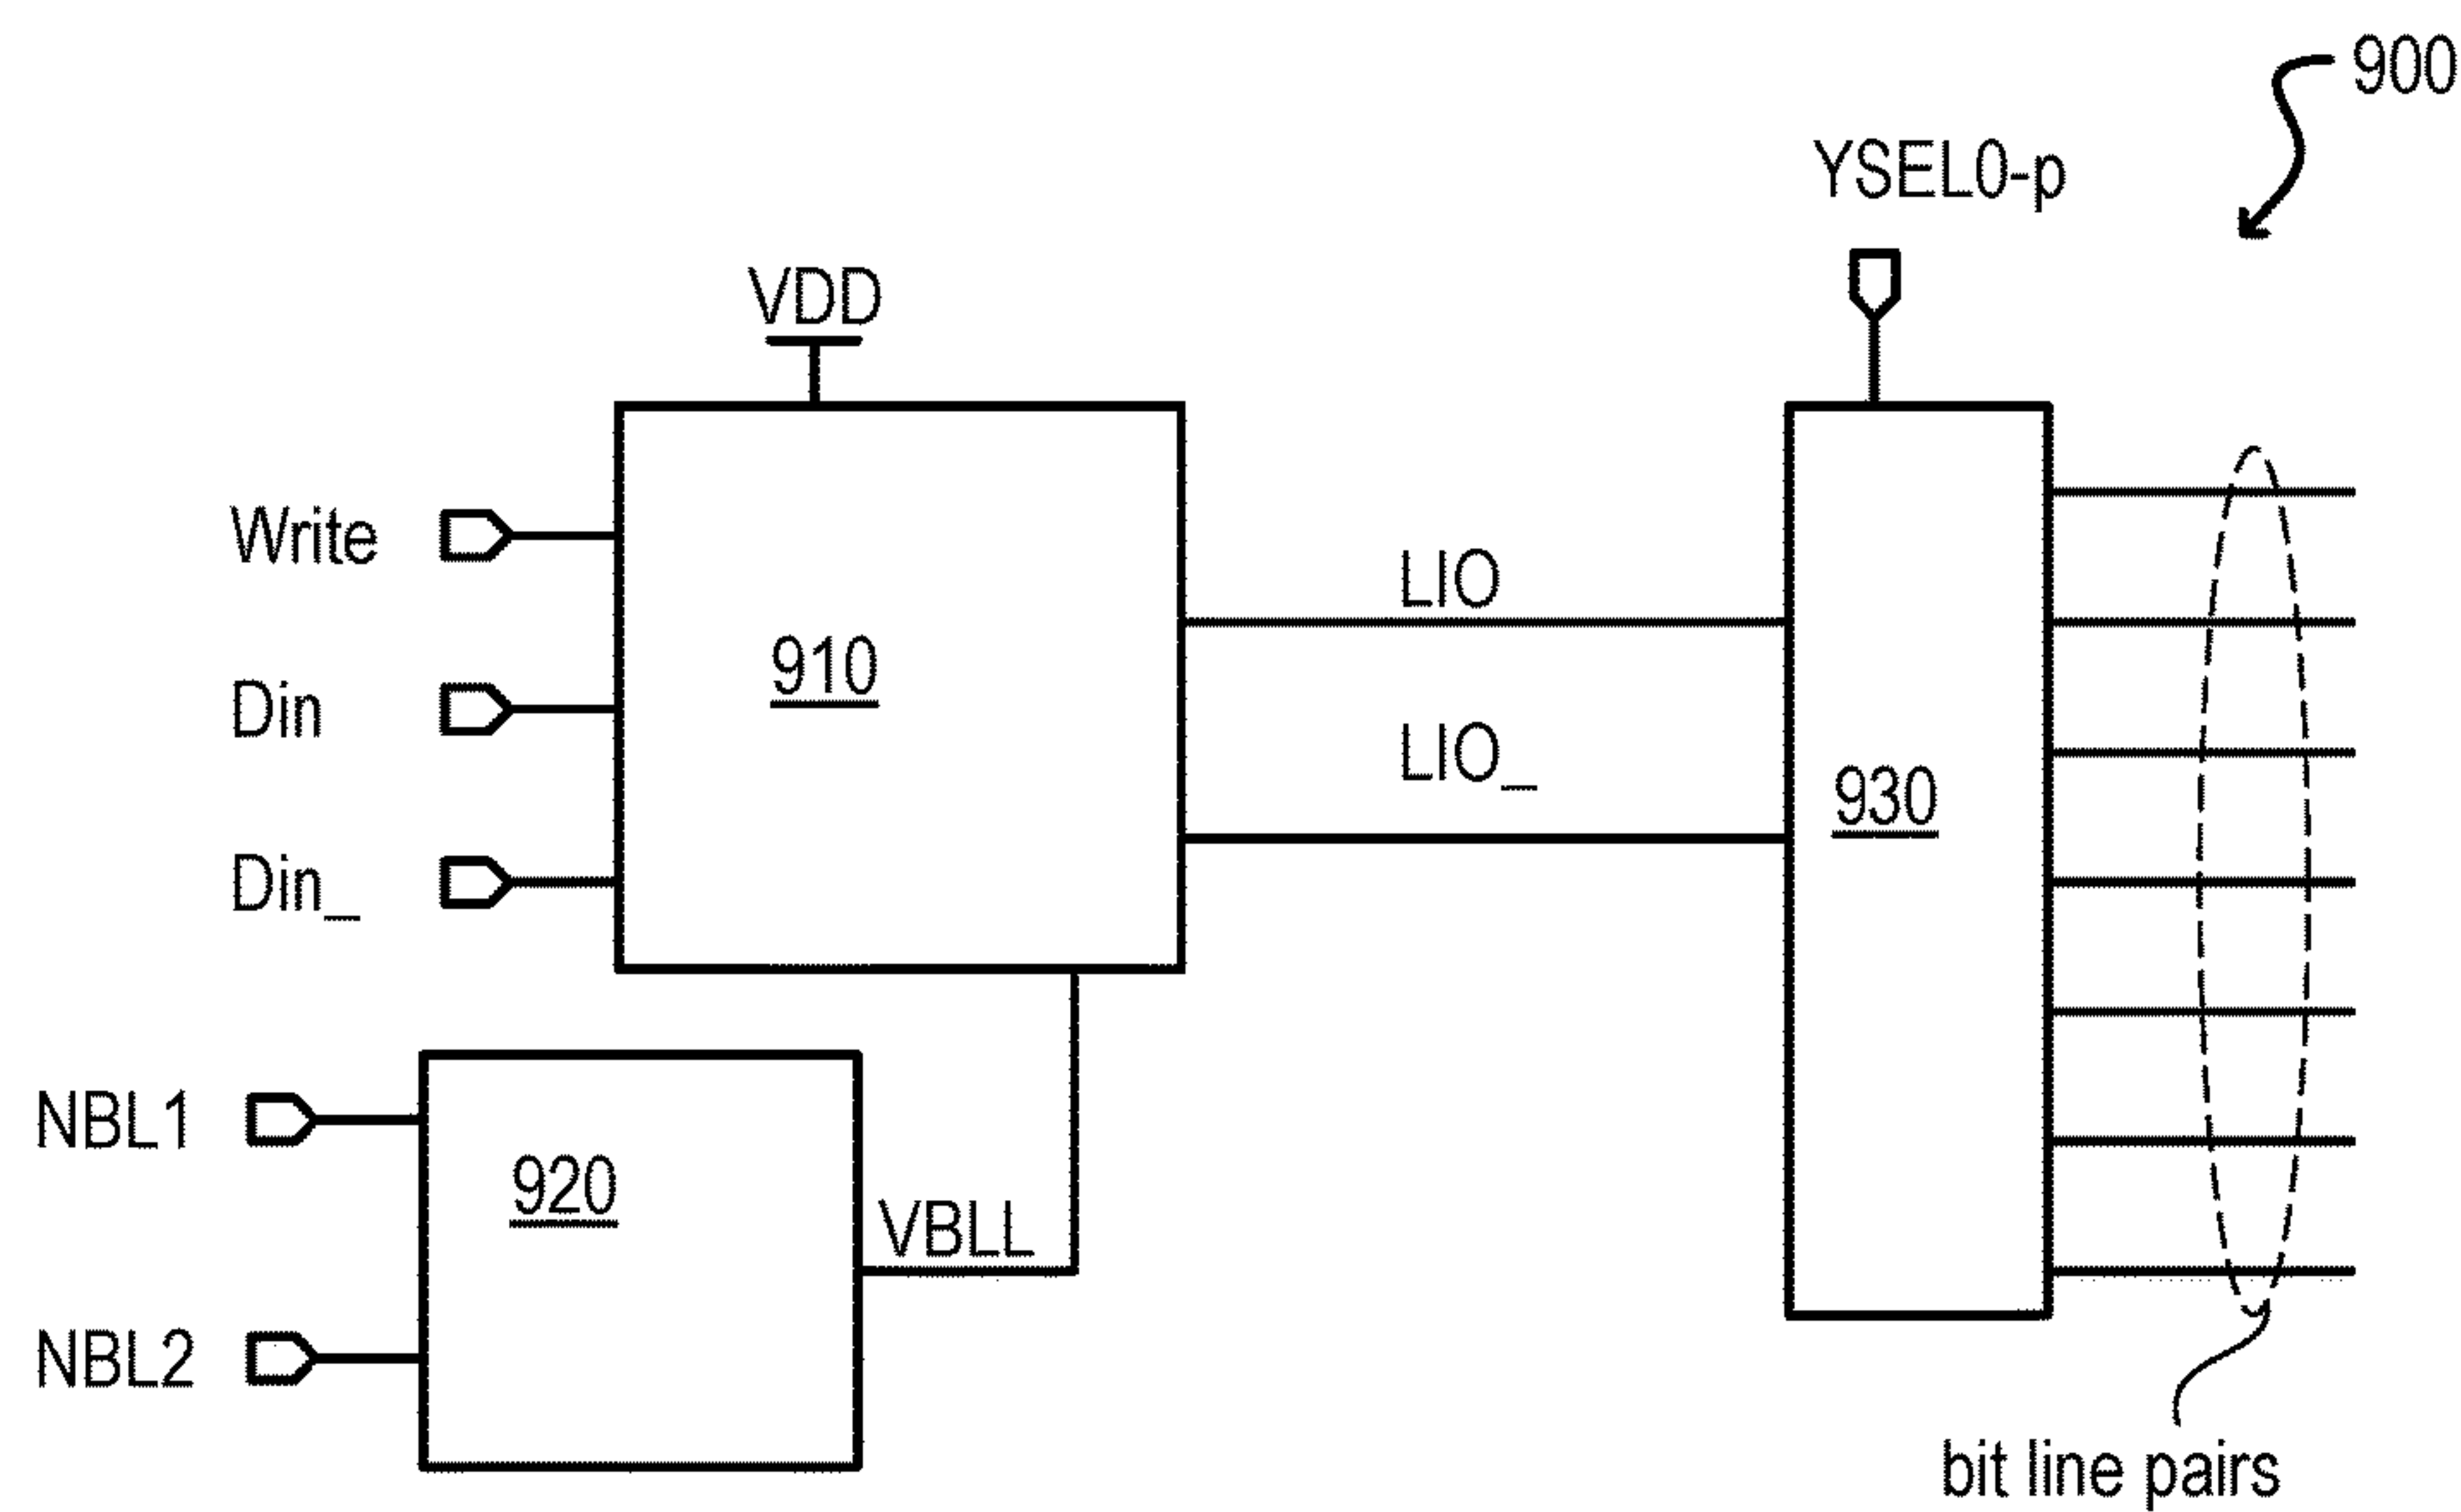 900
YSEL0-p
VDD
Write
910
LIO
Din
LIO_
930
Din_
NBL1
920
VBLL
NBL2
bit line pairs